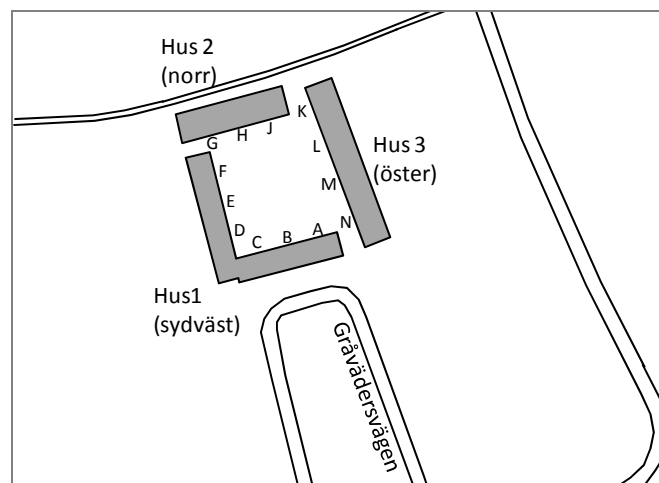 Hus 2
(norr)
K
J
H
G
L
Hus 3
(öster)
F
M
E
N
A
D
B
C
Hus1
(sydväst)
Gråvädersvägen